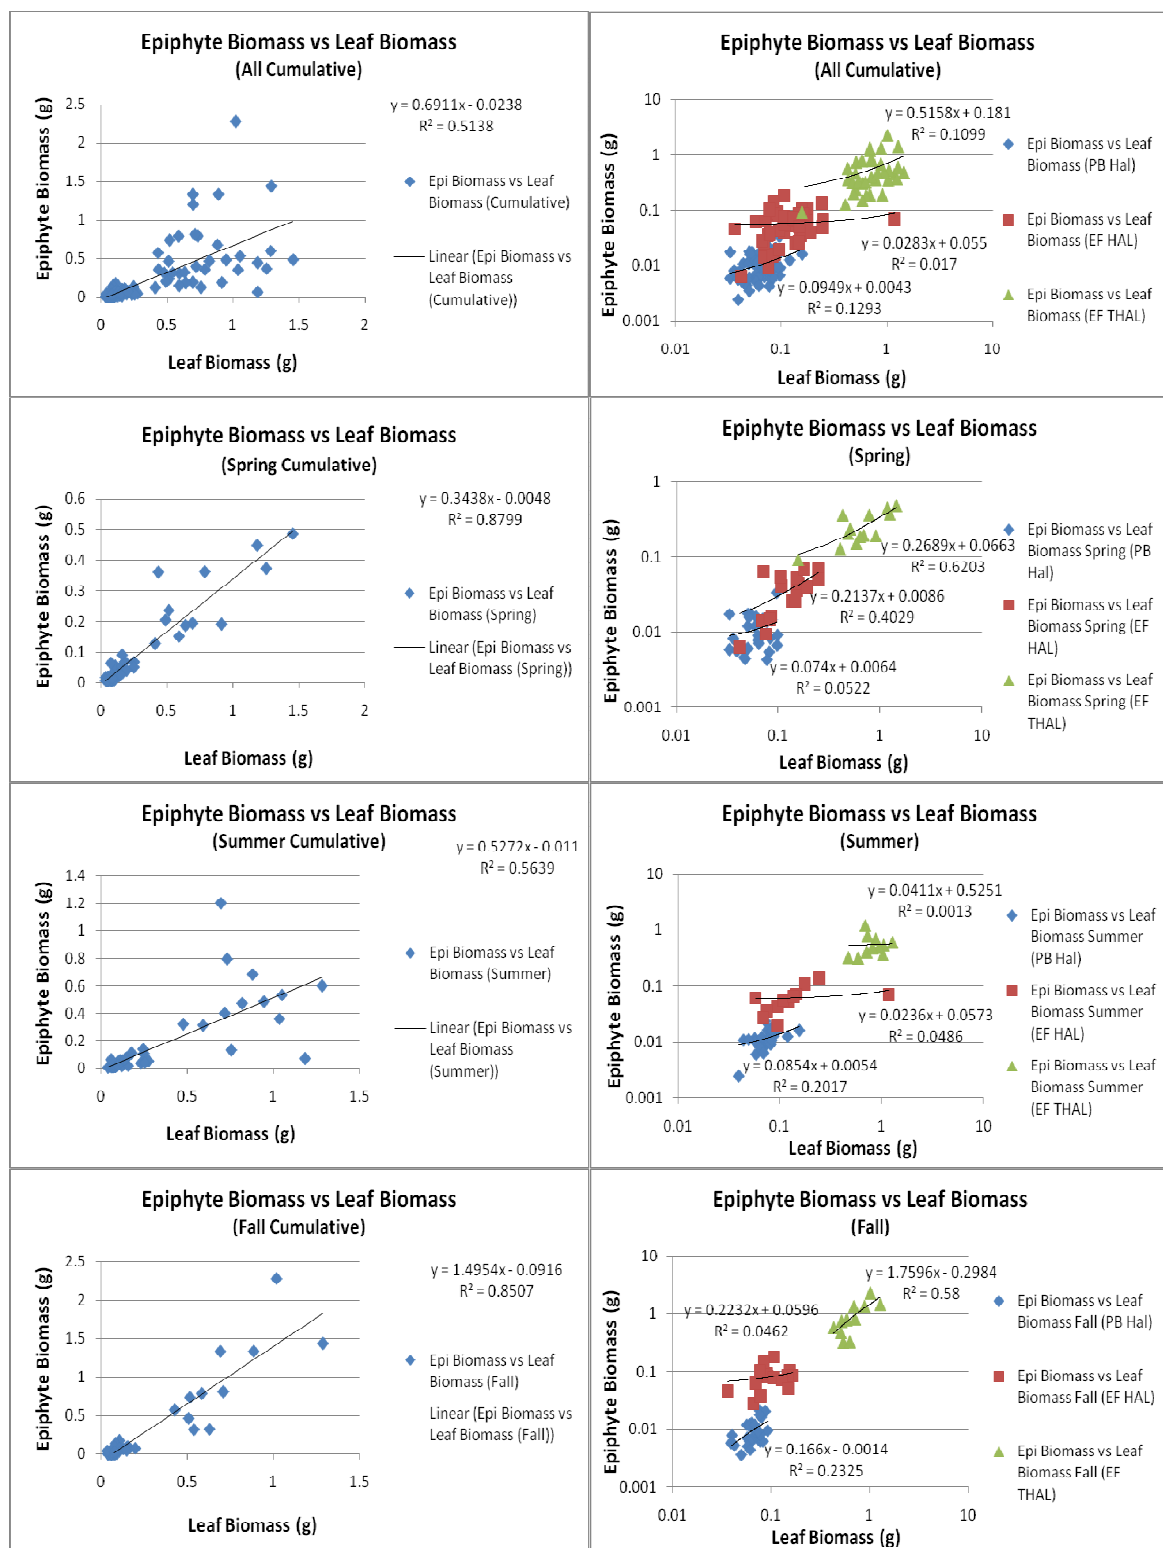 Epiphyte Biomass vs Leaf Biomass
(All Cumulative)
y = 0.6911x - 0.0238
R² = 0.5138
Epiphyte Biomass (g)
2.5
2
1.5
1
0.5
0
0 0.5 1 1.5 2
Leaf Biomass (g)
Epi Biomass vs Leaf
Biomass (Cumulative)
Linear (Epi Biomass vs
Leaf Biomass
(Cumulative))
Epiphyte Biomass vs Leaf Biomass
(All Cumulative)
y = 0.5158x + 0.181
R² = 0.1099
Epiphyte Biomass (g)
10
1
0.1
0.01
0.001
y = 0.0283x + 0.055
R² = 0.017
y = 0.0949x + 0.0043
R² = 0.1293
0.01 0.1 1 10
Leaf Biomass (g)
Epi Biomass vs Leaf
Biomass (PB Hal)
Epi Biomass vs Leaf
Biomass (EF HAL)
Epi Biomass vs Leaf
Biomass (EF THAL)
Epiphyte Biomass vs Leaf Biomass
(Spring Cumulative)
y = 0.3438x - 0.0048
R² = 0.8799
Epiphyte Biomass (g)
0.6
0.5
0.4
0.3
0.2
0.1
0
0 0.5 1 1.5 2
Leaf Biomass (g)
Epi Biomass vs Leaf
Biomass (Spring)
Linear (Epi Biomass vs
Leaf Biomass (Spring))
Epiphyte Biomass vs Leaf Biomass
(Spring)
Epiphyte Biomass (g)
1
0.1
0.01
0.001
y = 0.2689x + 0.0663
R² = 0.6203
y = 0.2137x + 0.0086
R² = 0.4029
y = 0.074x + 0.0064
R² = 0.0522
0.01 0.1 1 10
Leaf Biomass (g)
Epi Biomass vs Leaf
Biomass Spring (PB
Hal)
Epi Biomass vs Leaf
Biomass Spring (EF
HAL)
Epi Biomass vs Leaf
Biomass Spring (EF
THAL)
Epiphyte Biomass vs Leaf Biomass
(Summer Cumulative)
y = 0.5272x - 0.011
R² = 0.5639
Epiphyte Biomass (g)
1.4
1.2
1
0.8
0.6
0.4
0.2
0
0 0.5 1 1.5
Leaf Biomass (g)
Epi Biomass vs Leaf
Biomass (Summer)
Linear (Epi Biomass vs
Leaf Biomass
(Summer))
Epiphyte Biomass vs Leaf Biomass
(Summer)
Epiphyte Biomass (g)
10
1
0.1
0.01
0.001
y = 0.0411x + 0.5251
R² = 0.0013
y = 0.0236x + 0.0573
R² = 0.0486
y = 0.0854x + 0.0054
R² = 0.2017
0.01 0.1 1 10
Leaf Biomass (g)
Epi Biomass vs Leaf
Biomass Summer
(PB Hal)
Epi Biomass vs Leaf
Biomass Summer
(EF HAL)
Epi Biomass vs Leaf
Biomass Summer
(EF THAL)
Epiphyte Biomass vs Leaf Biomass
(Fall Cumulative)
y = 1.4954x - 0.0916
R² = 0.8507
Epiphyte Biomass (g)
2.5
2
1.5
1
0.5
0
0 0.5 1 1.5
Leaf Biomass (g)
Epi Biomass vs Leaf
Biomass (Fall)
Linear (Epi Biomass vs
Leaf Biomass (Fall))
Epiphyte Biomass vs Leaf Biomass
(Fall)
Epiphyte Biomass (g)
10
1
0.1
0.01
0.001
y = 1.7596x - 0.2984
R² = 0.58
y = 0.2232x + 0.0596
R² = 0.0462
y = 0.166x - 0.0014
R² = 0.2325
0.01 0.1 1 10
Leaf Biomass (g)
Epi Biomass vs Leaf
Biomass Fall (PB Hal)
Epi Biomass vs Leaf
Biomass Fall (EF HAL)
Epi Biomass vs Leaf
Biomass Fall (EF
THAL)